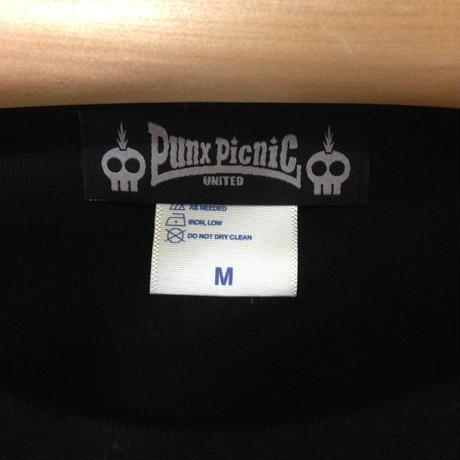 Punx Picnic
UNITED
AS NEEDED
IRON, LOW
DO NOT DRY CLEAN
M